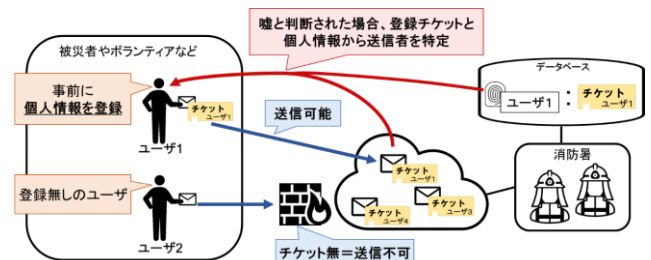 嘘と判断された場合、登録チケットと
個人情報から送信者を特定
被災者やボランティアなど
事前に
個人情報を登録
チケット
ユーザ1
ユーザ1
送信可能
データベース
ユーザ1
:
チケット
ユーザ1
チケット
ユーザ1
チケット
ユーザ4
チケット
ユーザ3
消防署
登録無しのユーザ
ユーザ2
チケット無=送信不可